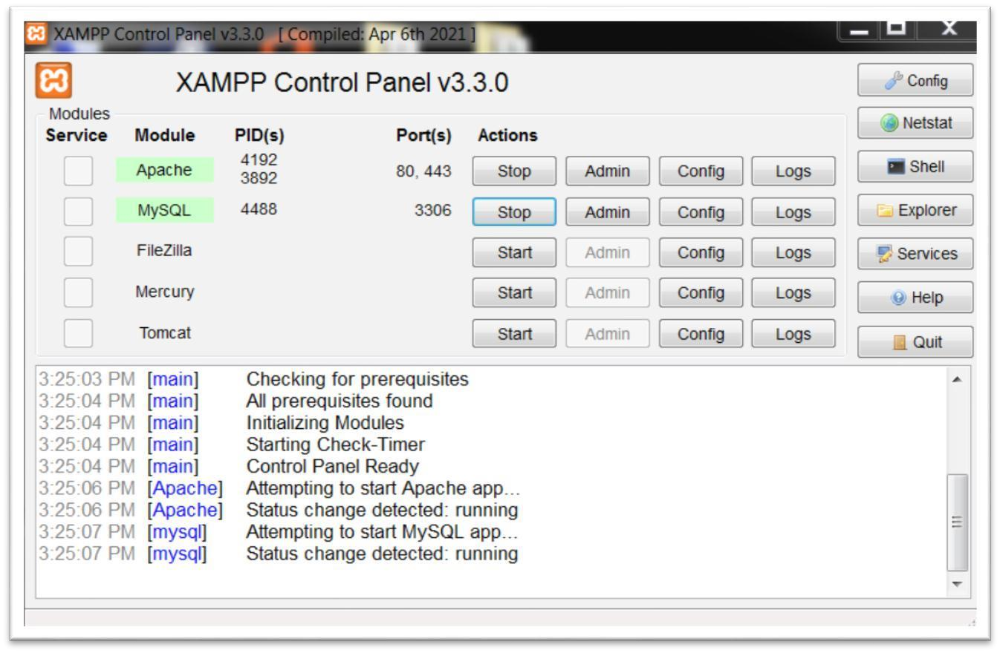 XAMPP Control Panel v3.3.0 [ Compiled: Apr 6th 2021 ]
XAMPP Control Panel v3.3.0
Config
Netstat
Shell
Explorer
Services
Help
Quit
Modules
Service Module PID(s) Port(s) Actions
Apache 4192 3892 80, 443 Stop Admin Config Logs
MySQL 4488 3306 Stop Admin Config Logs
FileZilla Start Admin Config Logs
Mercury Start Admin Config Logs
Tomcat Start Admin Config Logs
3:25:03 PM [main] Checking for prerequisites
3:25:04 PM [main] All prerequisites found
3:25:04 PM [main] Initializing Modules
3:25:04 PM [main] Starting Check-Timer
3:25:04 PM [main] Control Panel Ready
3:25:06 PM [Apache] Attempting to start Apache app...
3:25:06 PM [Apache] Status change detected: running
3:25:07 PM [mysql] Attempting to start MySQL app...
3:25:07 PM [mysql] Status change detected: running